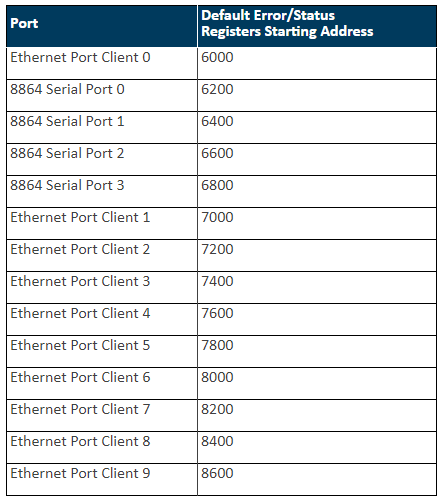 Port
Default Error/Status
Registers Starting Address
Ethernet Port Client 0 6000
8864 Serial Port 0 6200
8864 Serial Port 1 6400
8864 Serial Port 2 6600
8864 Serial Port 3 6800
Ethernet Port Client 1 7000
Ethernet Port Client 2 7200
Ethernet Port Client 3 7400
Ethernet Port Client 4 7600
Ethernet Port Client 5 7800
Ethernet Port Client 6 8000
Ethernet Port Client 7 8200
Ethernet Port Client 8 8400
Ethernet Port Client 9 8600